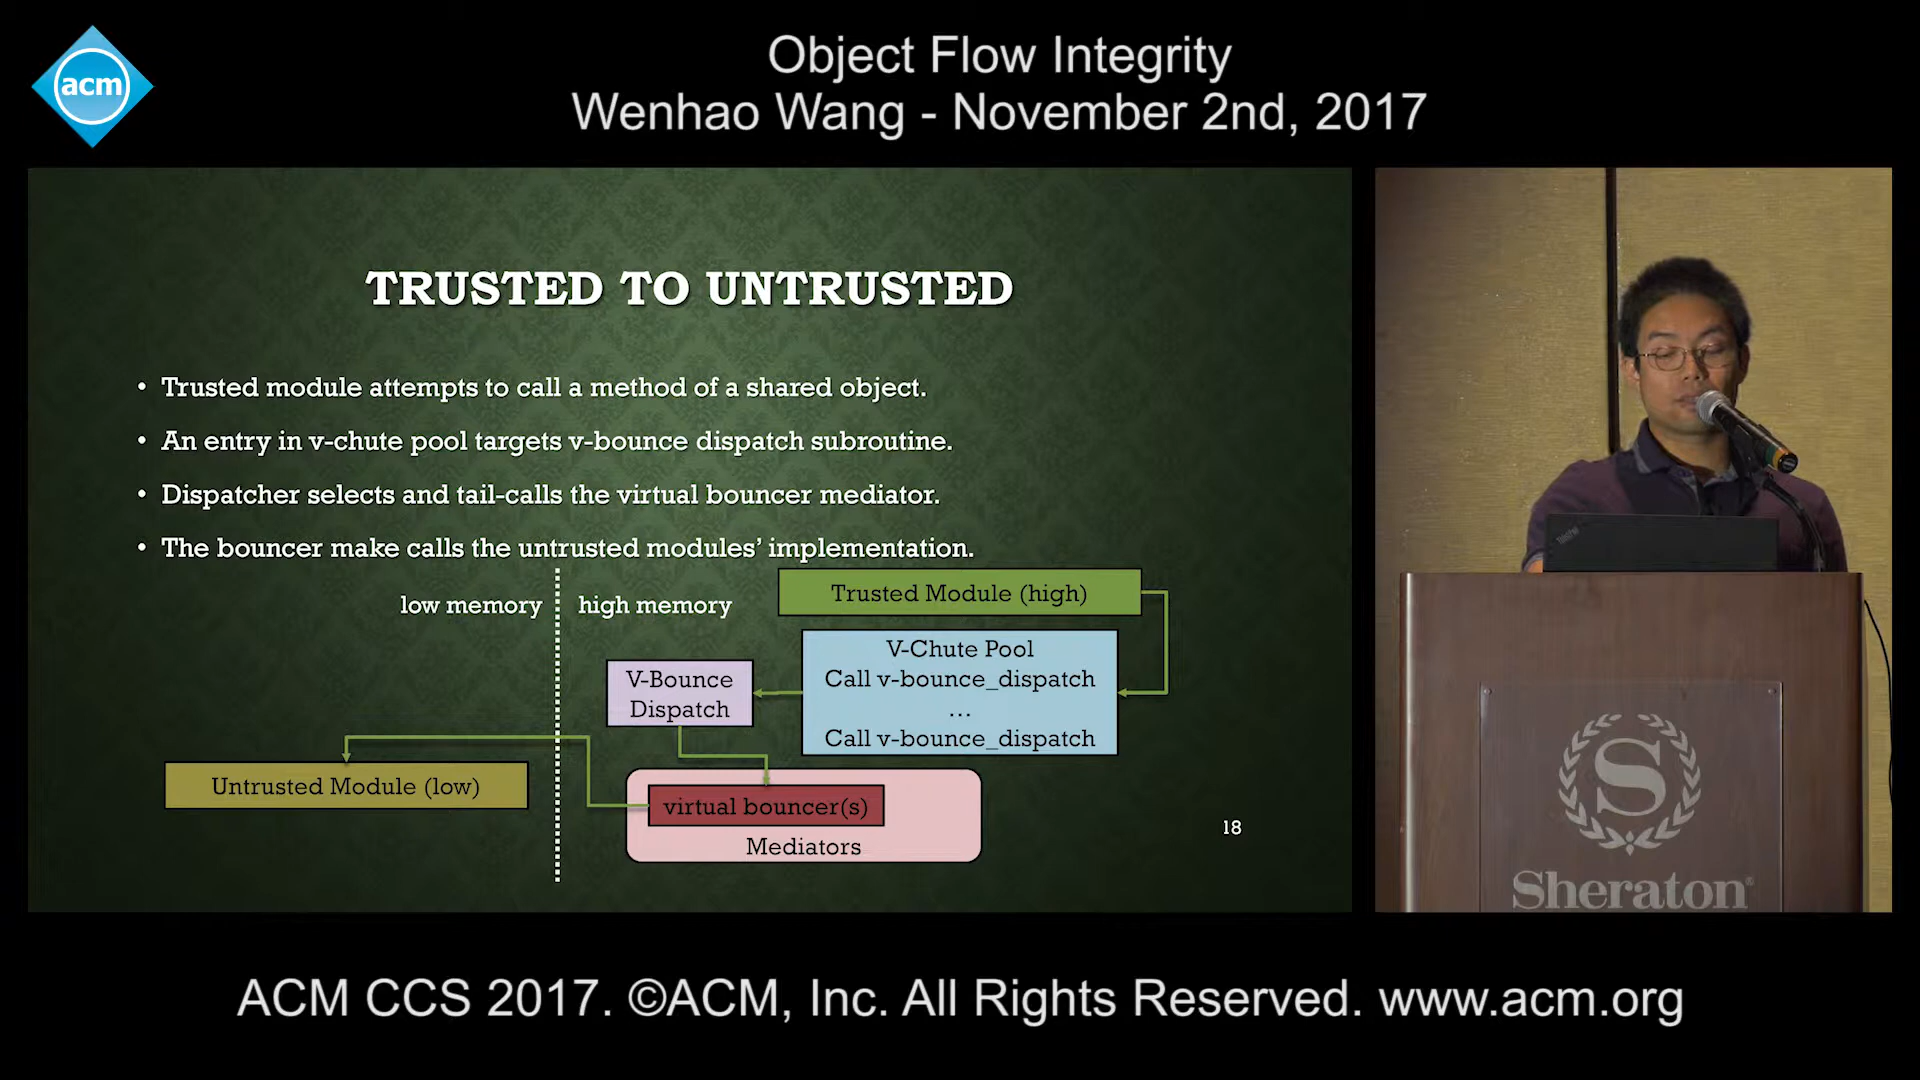 acm
Object Flow Integrity
Wenhao Wang - November 2nd, 2017
TRUSTED TO UNTRUSTED
• Trusted module attempts to call a method of a shared object.
• An entry in v-chute pool targets v-bounce dispatch subroutine.
• Dispatcher selects and tail-calls the virtual bouncer mediator.
• The bouncer make calls the untrusted modules’ implementation.
low memory
high memory
Trusted Module (high)
V-Chute Pool
Call v-bounce_dispatch
...
Call v-bounce_dispatch
V-Bounce
Dispatch
Untrusted Module (low)
virtual bouncer(s)
Mediators
18
S
Sheraton®
ACM CCS 2017. ©ACM, Inc. All Rights Reserved. www.acm.org